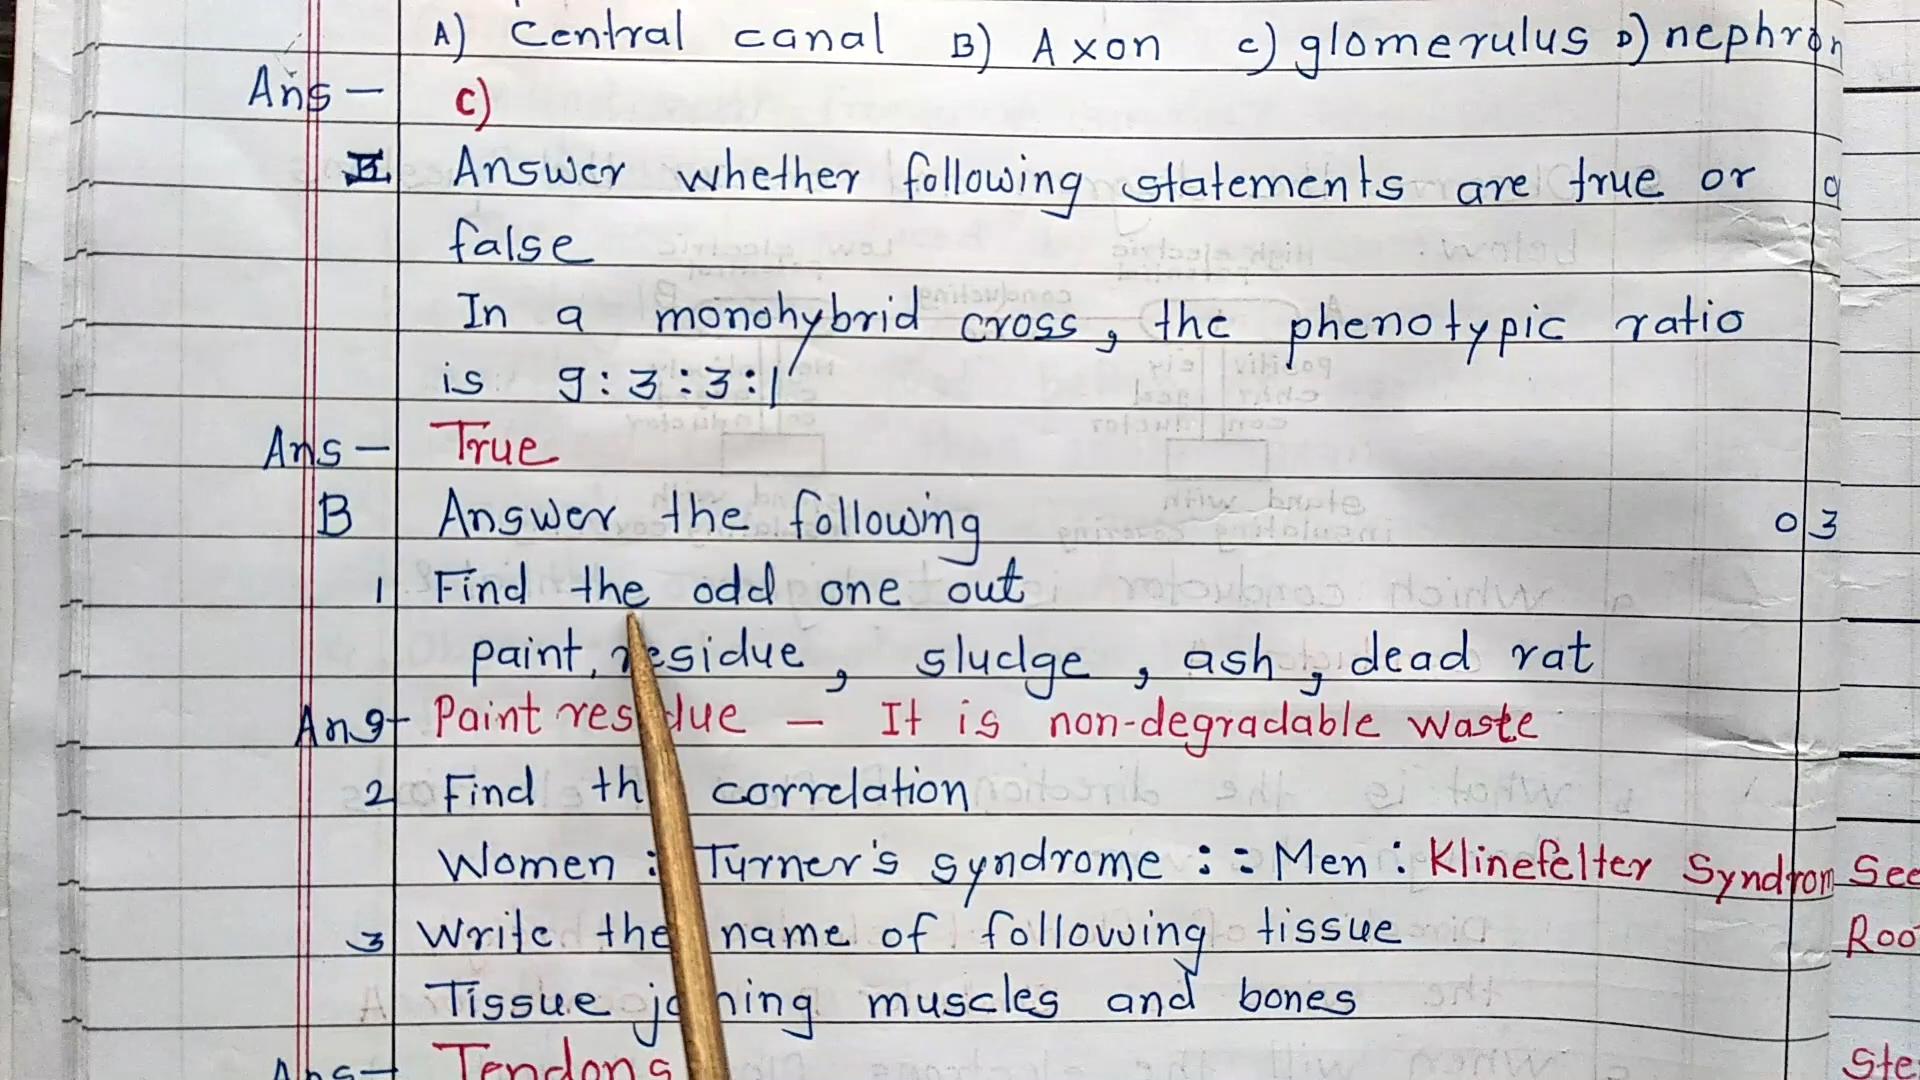 A) Central canal B) Axon c) glomerulus D) nephron
Ans - c)
II Answer whether following statements are true or
false
In a monohybrid cross, the phenotypic ratio
is 9:3:3:1
Ans - True
B Answer the following 03
1 Find the odd one out
paint, residue, sludge, ash, dead rat
Ans - Paint residue - It is non-degradable waste
2 Find the correlation
Women : Turner's syndrome :: Men : Klinefelter Syndrom
3 Write the name of following tissue
Tissue joining muscles and bones
Ans - Tendons